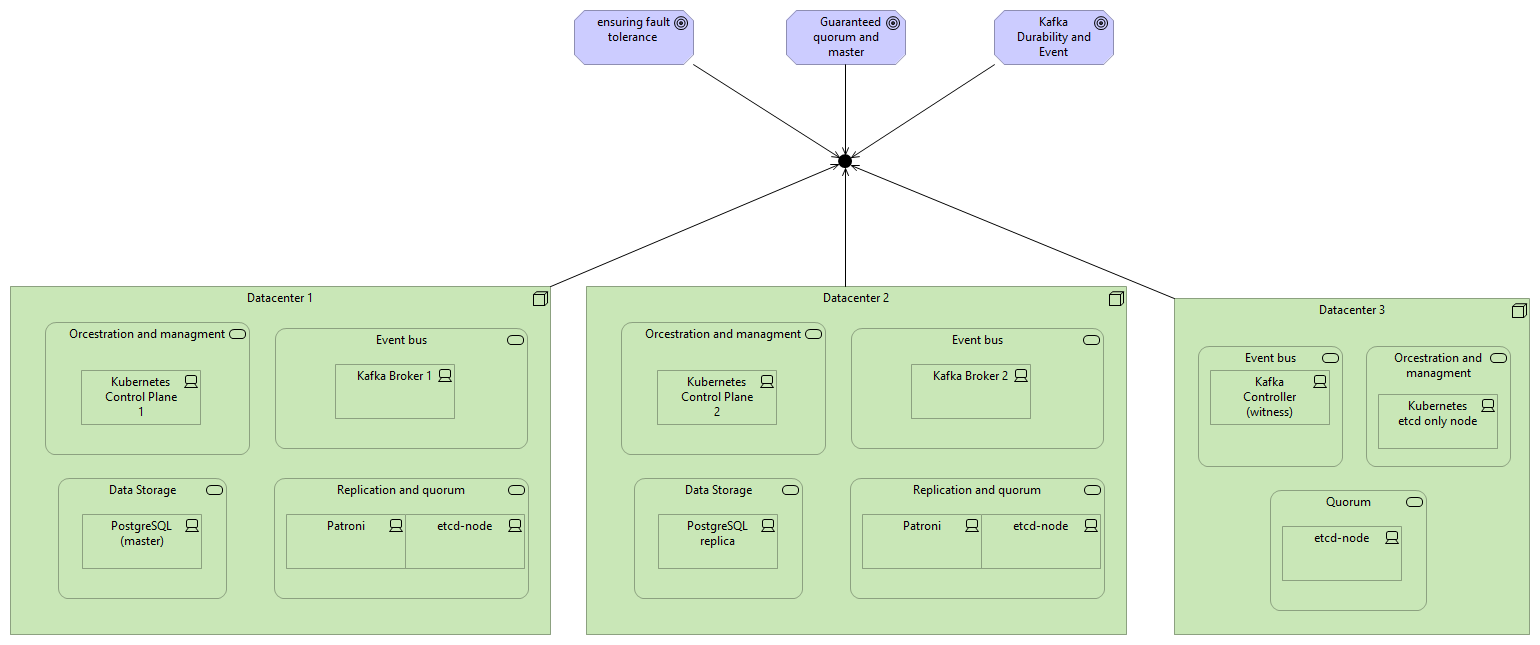 ensuring fault
tolerance
Guaranteed
quorum and
master
Kafka
Durability and
Event
Datacenter 1
Orcestration and managment
Kubernetes
Control Plane
1
Event bus
Kafka Broker 1
Data Storage
PostgreSQL
(master)
Replication and quorum
Patroni
etcd-node
Datacenter 2
Orcestration and managment
Kubernetes
Control Plane
2
Event bus
Kafka Broker 2
Data Storage
PostgreSQL
replica
Replication and quorum
Patroni
etcd-node
Datacenter 3
Event bus
Kafka
Controller
(witness)
Orcestration and
managment
Kubernetes
etcd only node
Quorum
etcd-node